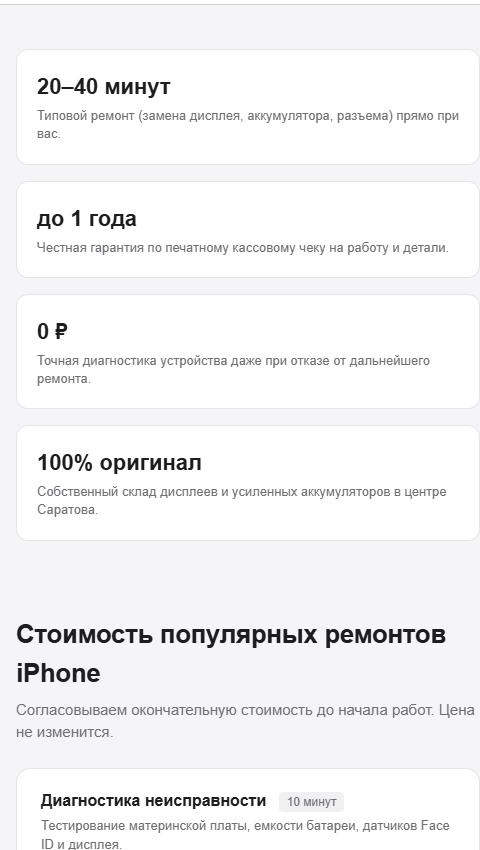 20–40 минут
Типовой ремонт (замена дисплея, аккумулятора, разъема) прямо при
вас.
до 1 года
Честная гарантия по печатному кассовому чеку на работу и детали.
0 ₽
Точная диагностика устройства даже при отказе от дальнейшего
ремонта.
100% оригинал
Собственный склад дисплеев и усиленных аккумуляторов в центре
Саратова.
Стоимость популярных ремонтов
iPhone
Согласовываем окончательную стоимость до начала работ. Цена
не изменится.
Диагностика неисправности 10 минут
Тестирование материнской платы, емкости батареи, датчиков Face
ID и дисплея.